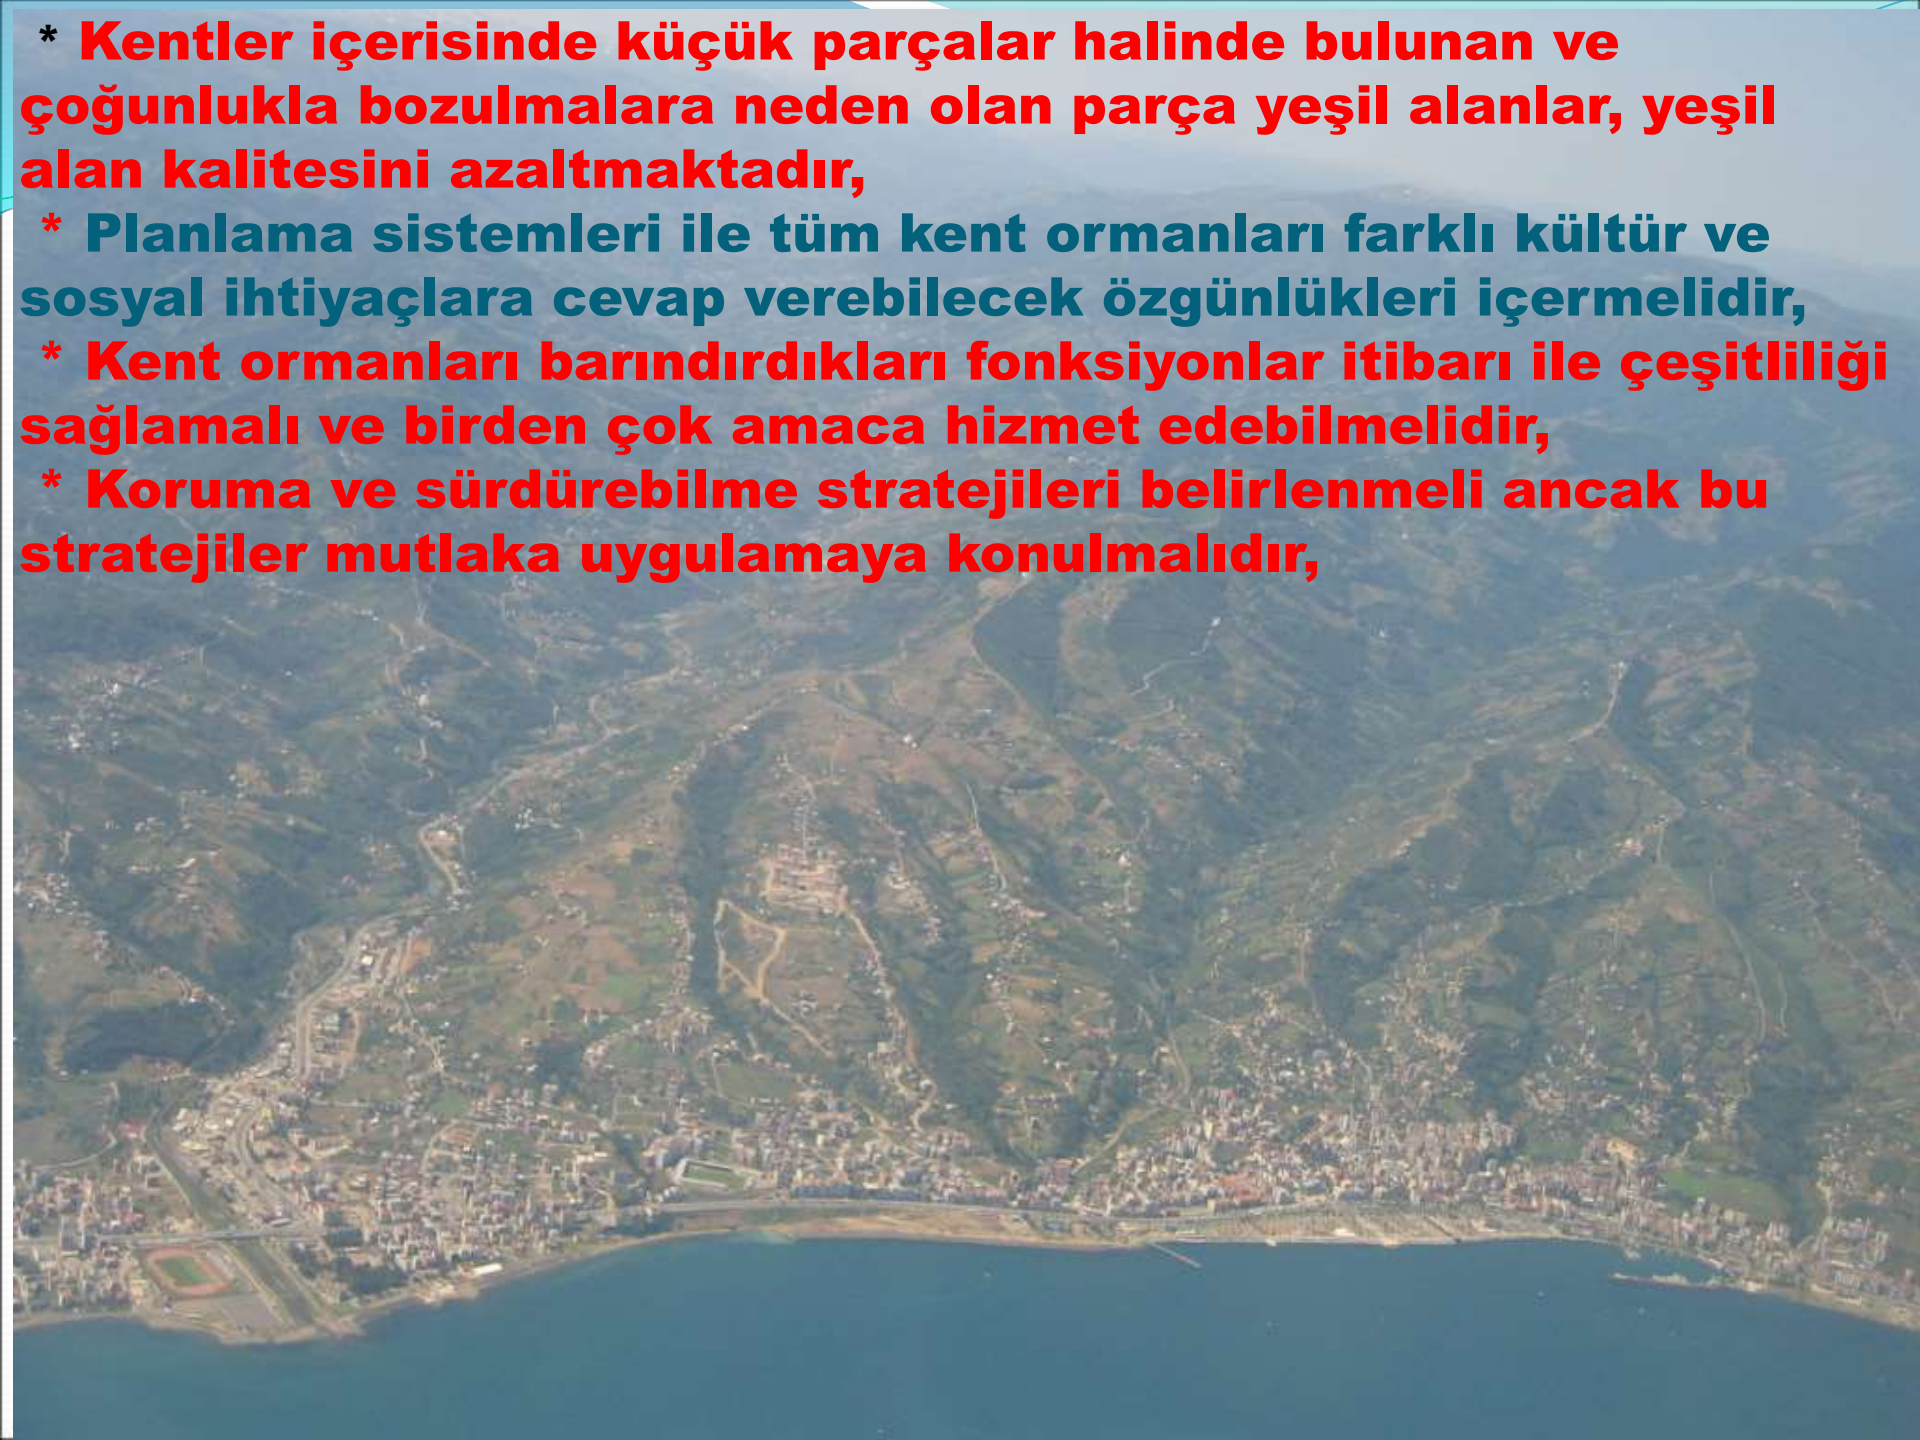 * Kentler içerisinde küçük parçalar halinde bulunan ve
çoğunlukla bozulmalara neden olan parça yeşil alanlar, yeşil
alan kalitesini azaltmaktadır,
* Planlama sistemleri ile tüm kent ormanları farklı kültür ve
sosyal ihtiyaçlara cevap verebilecek özgünlükleri içermelidir,
* Kent ormanları barındırdıkları fonksiyonlar itibarı ile çeşitliliği
sağlamalı ve birden çok amaca hizmet edebilmelidir,
* Koruma ve sürdürebilme stratejileri belirlenmeli ancak bu
stratejiler mutlaka uygulamaya konulmalıdır,